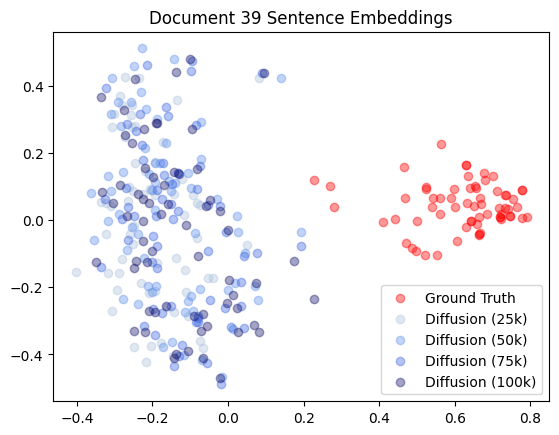 Document 39 Sentence Embeddings
0.4
0.2
0.0
−0.2
−0.4
Ground Truth
Diffusion (25k)
Diffusion (50k)
Diffusion (75k)
Diffusion (100k)
−0.4 −0.2 0.0 0.2 0.4 0.6 0.8